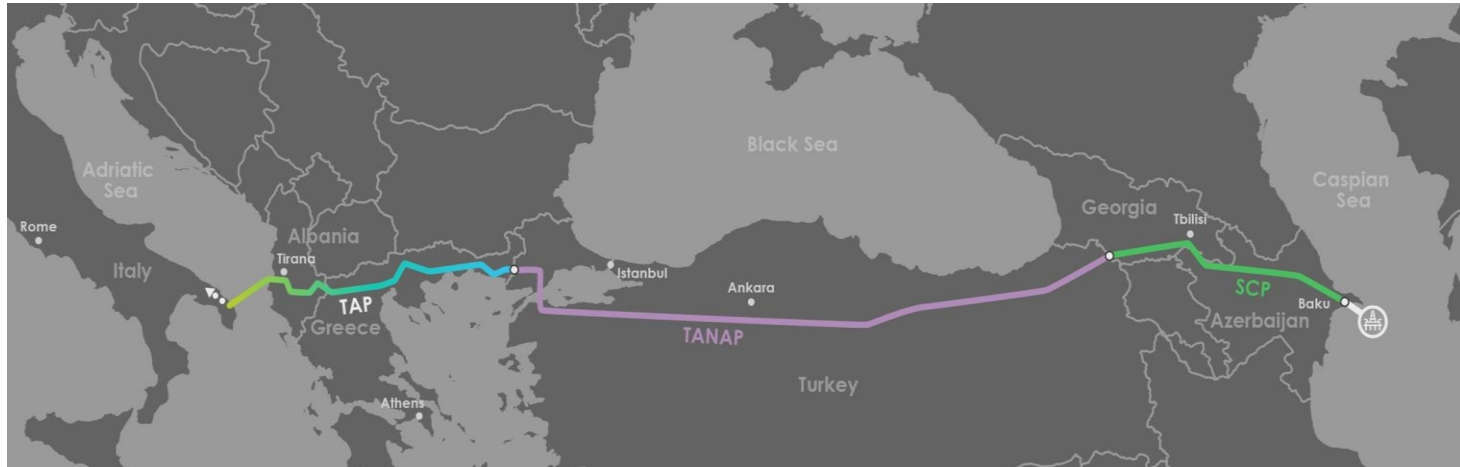 Adriatic
Sea
Rome
Italy
Albania
Tirana
TAP
Greece
Athens
Black Sea
Istanbul
Ankara
TANAP
Turkey
Georgia
Tbilisi
SCP
Baku
Azerbaijan
Caspian
Sea